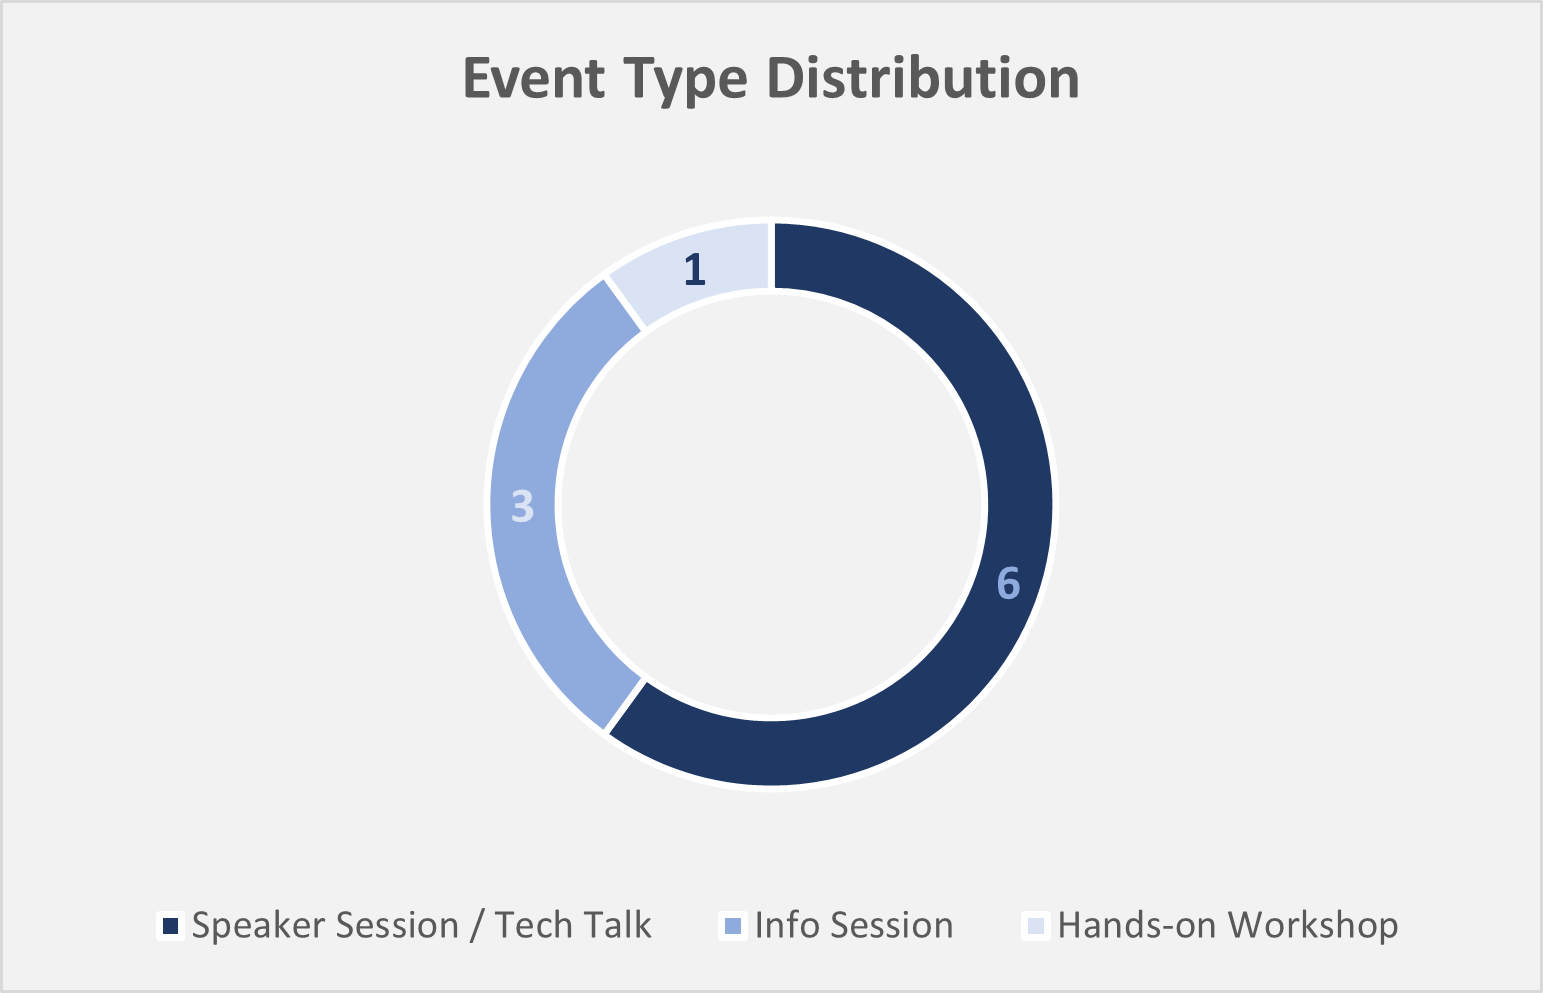 Event Type Distribution
1
3
6
Speaker Session / Tech Talk
Info Session
Hands-on Workshop